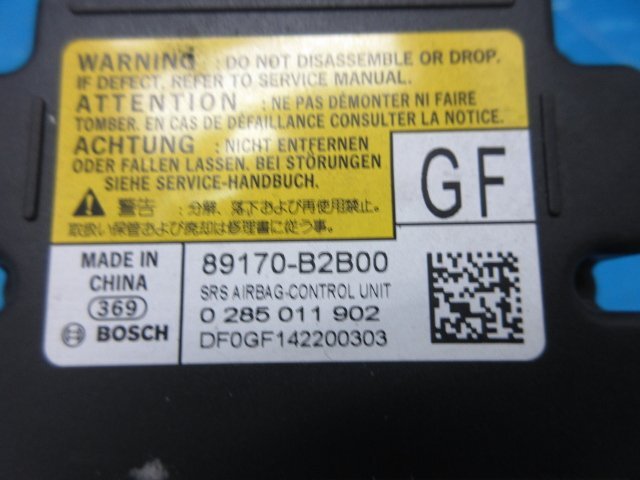 WARNING : DO NOT DISASSEMBLE OR DROP.
IF DEFECT, REFER TO SERVICE MANUAL.
ATTENTION : NE PAS DÉMONTER NI FAIRE
TOMBER. EN CAS DE DÉFAILLANCE CONSULTER LA NOTICE.
ACHTUNG : NICHT ENTFERNEN
ODER FALLEN LASSEN. BEI STÖRUNGEN
SIEHE SERVICE-HANDBUCH.
警告 : 分解、落下および再使用禁止。
取扱い保管および廃却は修理書に従う事。
GF
MADE IN
CHINA
369
BOSCH
89170-B2B00
SRS AIRBAG-CONTROL UNIT
0 285 011 902
DF0GF142200303